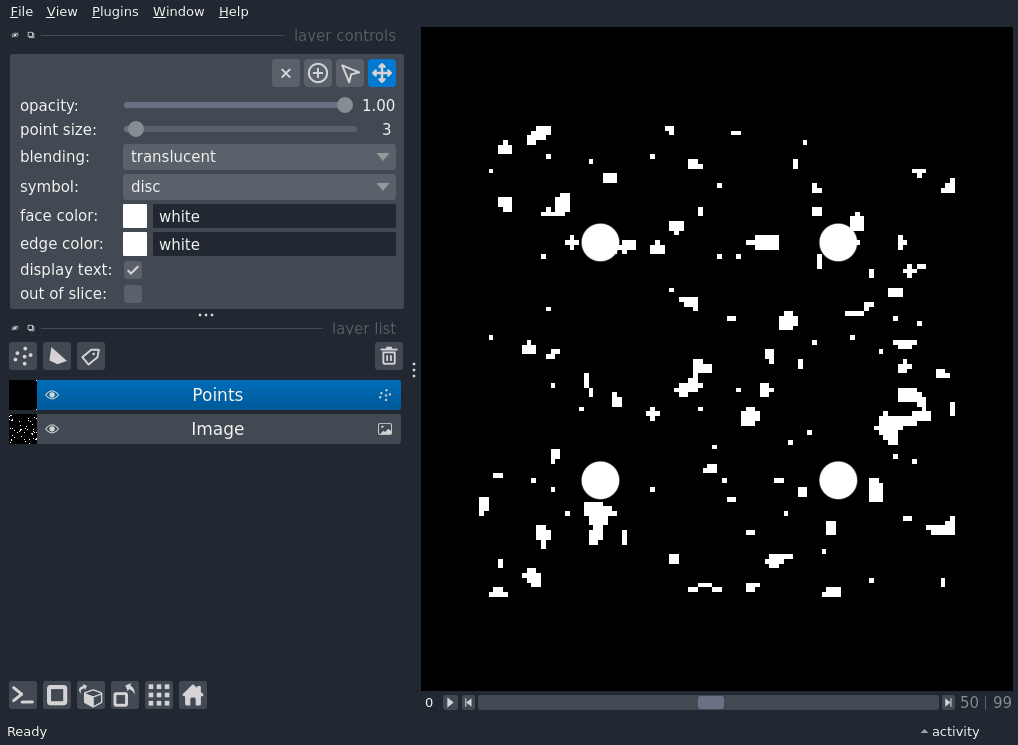 File View Plugins Window Help
layer controls
opacity: 1.00
point size: 3
blending: translucent
symbol: disc
face color: white
edge color: white
display text:
out of slice:
layer list
Points
Image
0 50 | 99
Ready activity